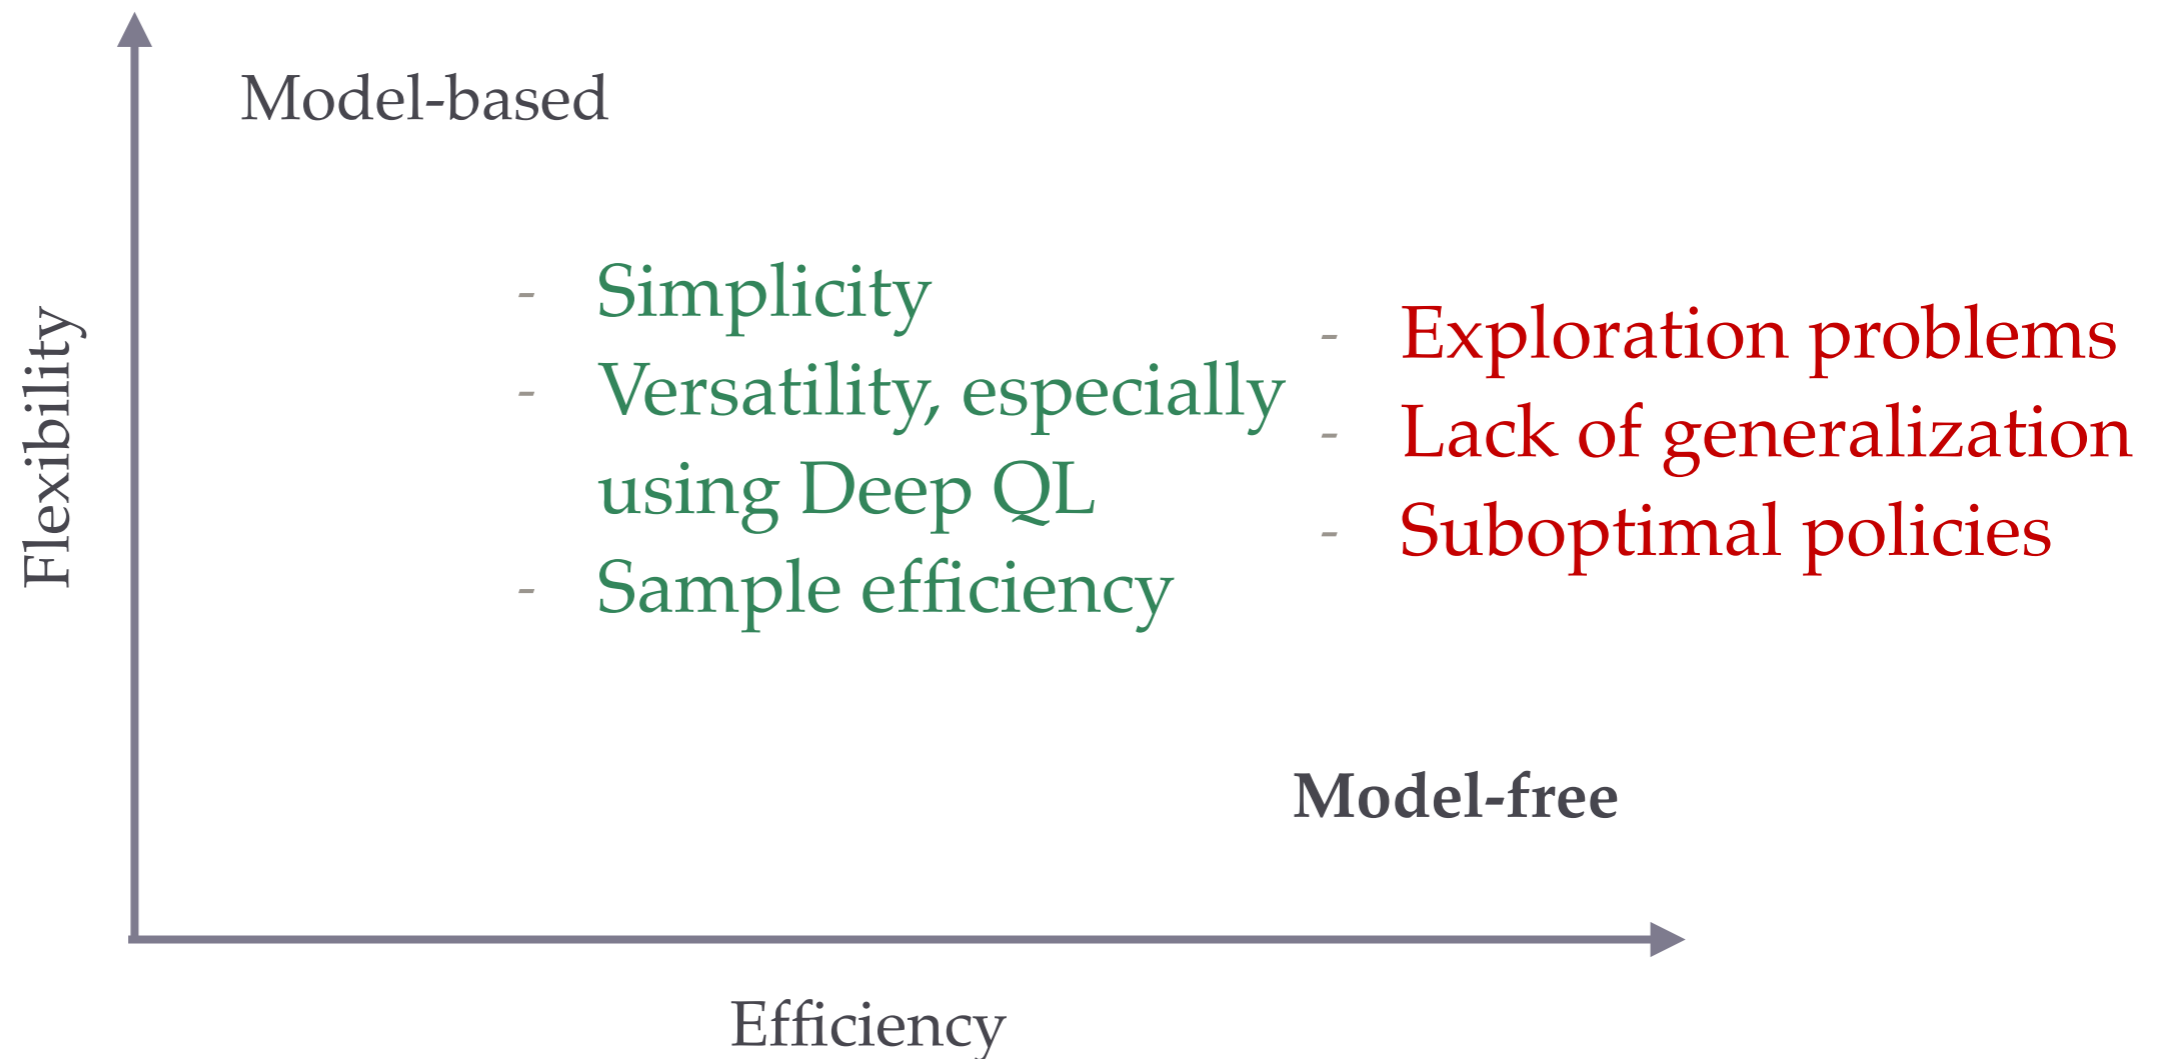 Model-based
Flexibility
- Simplicity
- Versatility, especially
using Deep QL
- Sample efficiency
- Exploration problems
- Lack of generalization
- Suboptimal policies
Model-free
Efficiency